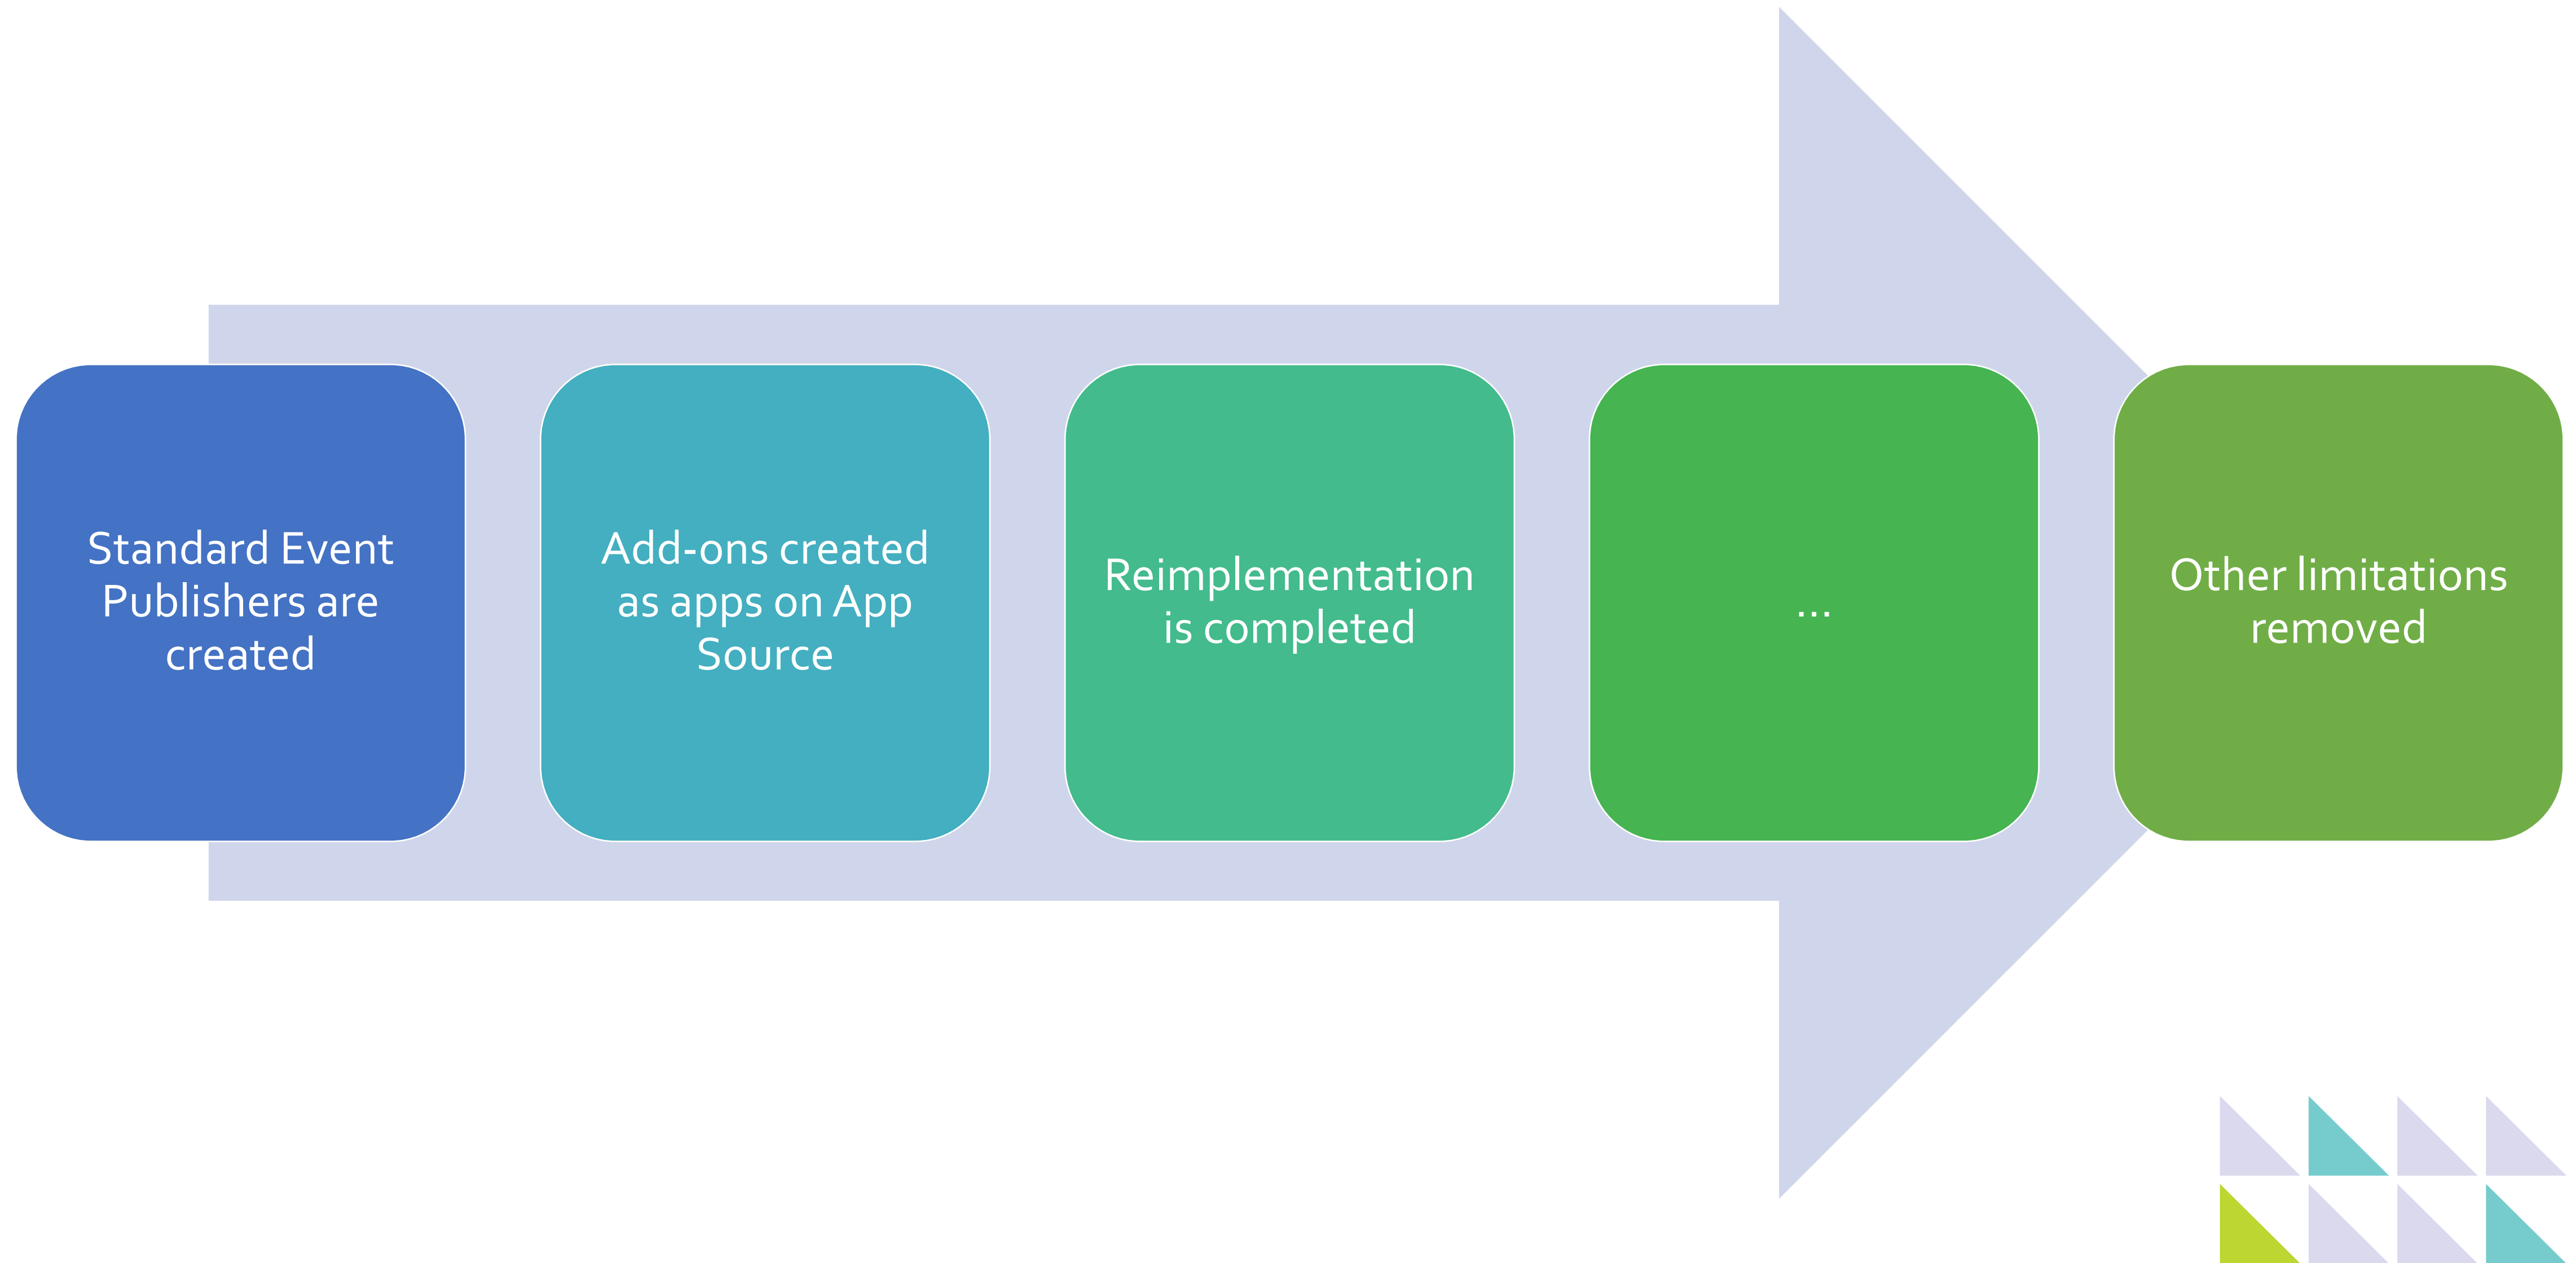 Standard Event
Publishers are
created
Add-ons created
as apps on App
Source
Reimplementation
is completed
...
Other limitations
removed